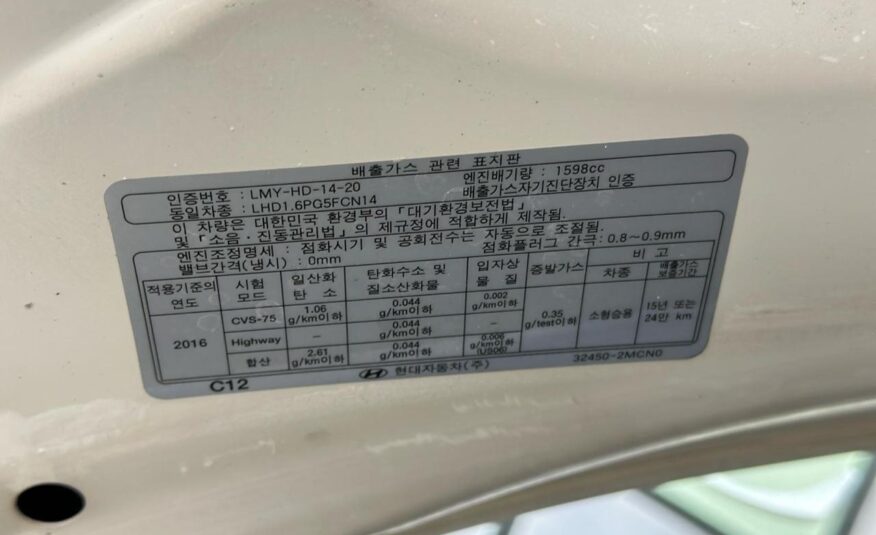 배출가스 관련 표지판
인증번호 : LMY-HD-14-20 엔진배기량 : 1598cc
동일차종 : LHD1.6PG5FCN14 배출가스자기진단장치 인증
이 차량은 대한민국 환경부의 「대기환경보전법」
및 「소음ㆍ진동관리법」의 제규정에 적합하게 제작됨.
엔진조정명세 : 점화시기 및 공회전수는 자동으로 조절됨.
밸브간격(냉시) : 0mm 점화플러그 간극: 0.8~0.9mm
적용기준의 연도 시험 모드 일산화 탄소 탄화수소 및 질소산화물 입자상 물질 증발가스 비고
차종 배출가스 보증기간
2016 CVS-75 1.06 g/km이하 0.044 g/km이하 0.002 g/km이하 0.35 g/test이하 소형승용 15년 또는 24만 km
Highway - 0.044 g/km이하 -
합산 2.61 g/km이하 0.044 g/km이하 0.006 g/km이하 (US06)
C12 현대자동차(주) 32450-2MCN0